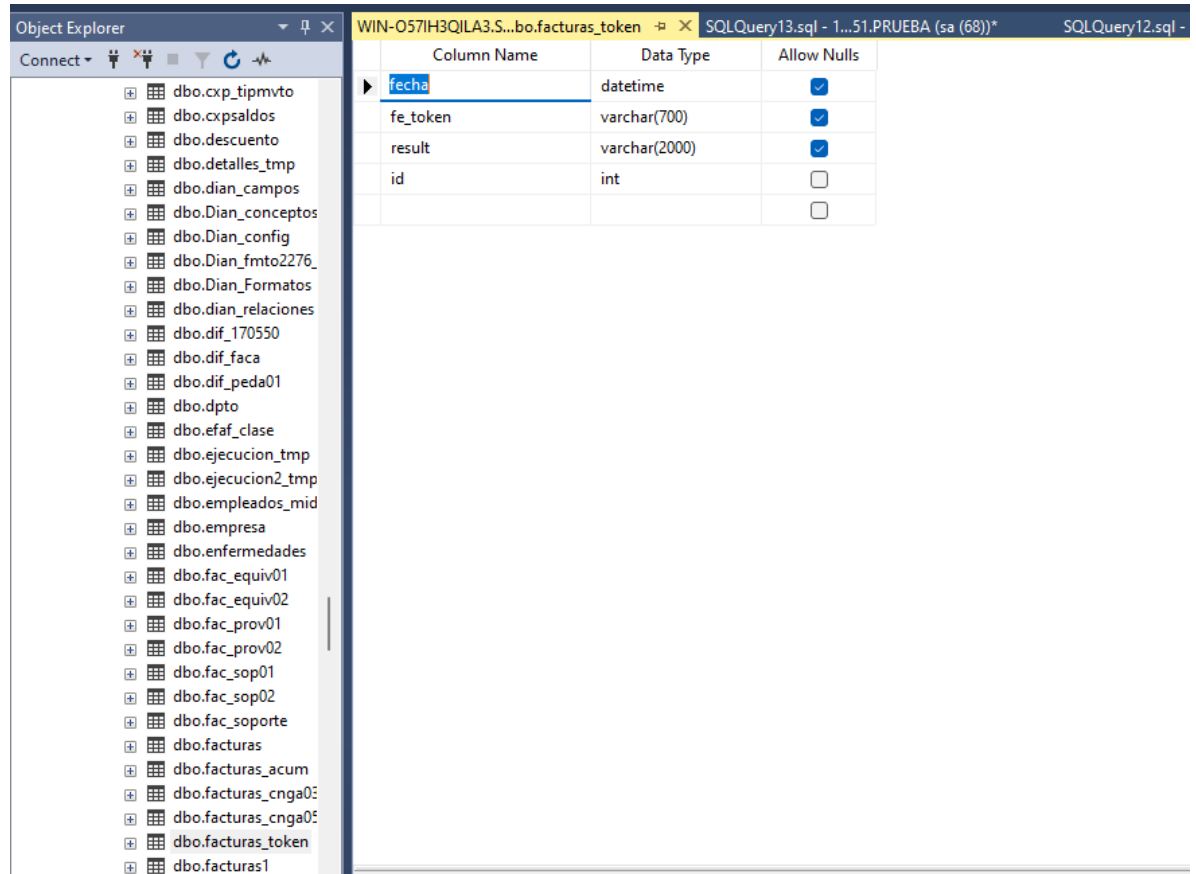 Object Explorer
Connect
dbo.cxp_tipmvto
dbo.cxpsaldos
dbo.descuento
dbo.detalles_tmp
dbo.dian_campos
dbo.Dian_conceptos
dbo.Dian_config
dbo.Dian_fmto2276_
dbo.Dian_Formatos
dbo.dian_relaciones
dbo.dif_170550
dbo.dif_faca
dbo.dif_peda01
dbo.dpto
dbo.efaf_clase
dbo.ejecucion_tmp
dbo.ejecucion2_tmp
dbo.empleados_mid
dbo.empresa
dbo.enfermedades
dbo.fac_equiv01
dbo.fac_equiv02
dbo.fac_prov01
dbo.fac_prov02
dbo.fac_sop01
dbo.fac_sop02
dbo.fac_soporte
dbo.facturas
dbo.facturas_acum
dbo.facturas_cnga03
dbo.facturas_cnga05
dbo.facturas_token
dbo.facturas1
WIN-O57IH3QILA3.S...bo.facturas_token
SQLQuery13.sql - 1...51.PRUEBA (sa (68))*
SQLQuery12.sql -
Column Name Data Type Allow Nulls
fecha datetime
fe_token varchar(700)
result varchar(2000)
id int